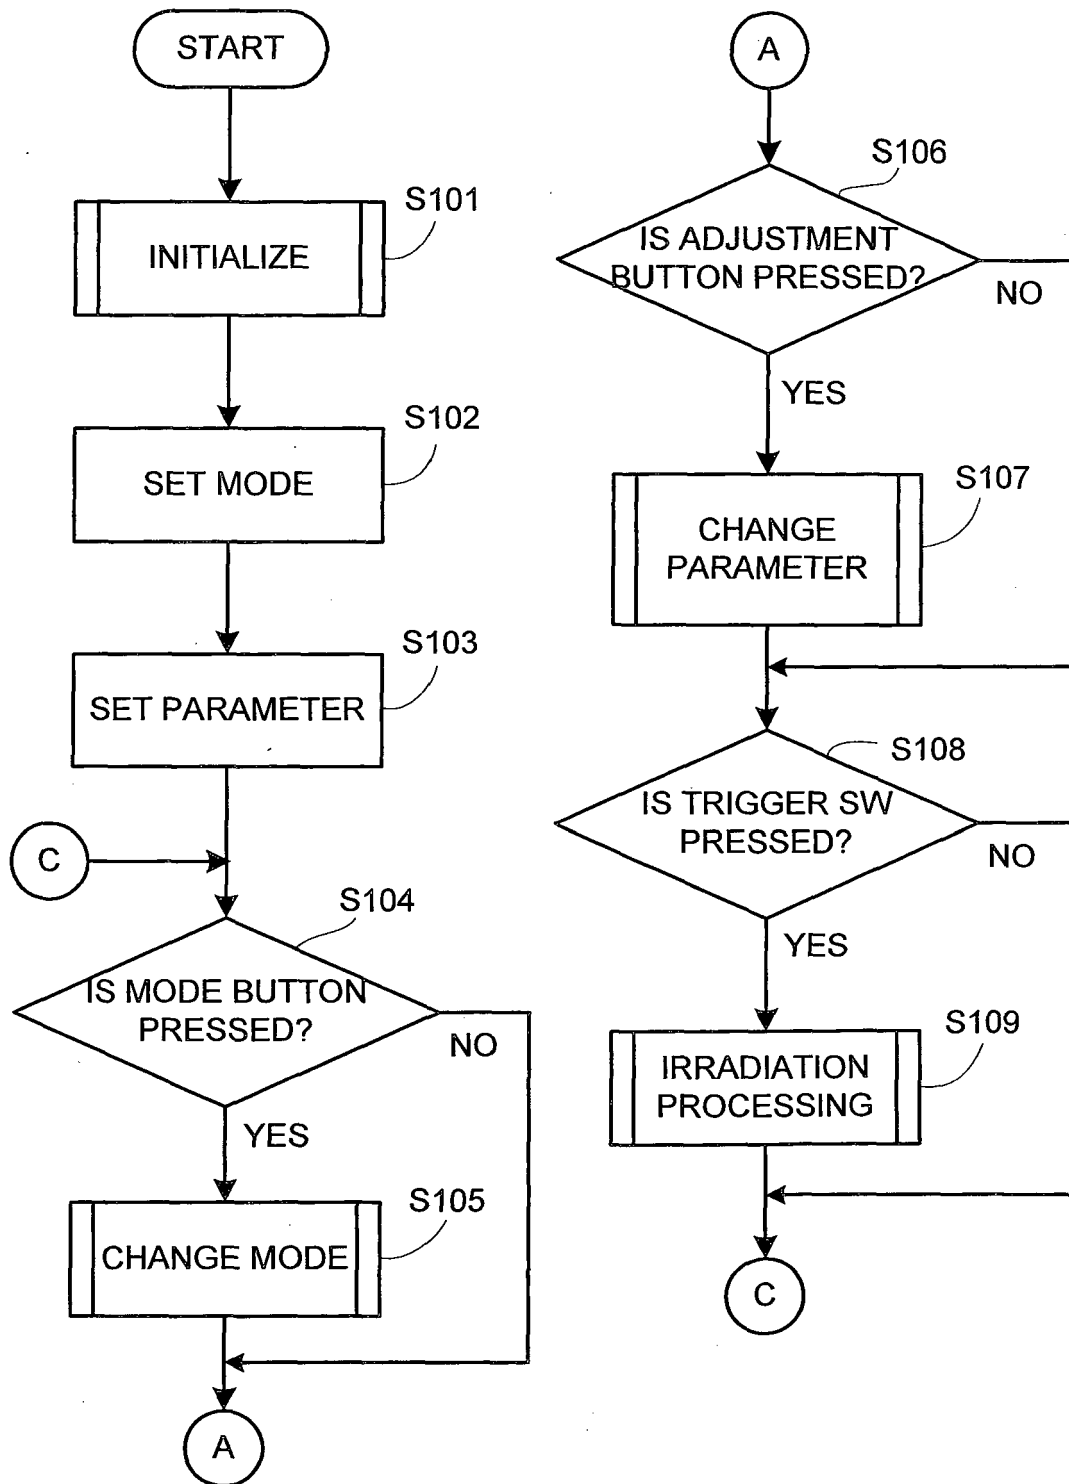 START
S101
INITIALIZE
S102
SET MODE
S103
SET PARAMETER
C
S104
IS MODE BUTTON
PRESSED?
NO
YES
S105
CHANGE MODE
A
A
S106
IS ADJUSTMENT
BUTTON PRESSED?
NO
YES
S107
CHANGE
PARAMETER
S108
IS TRIGGER SW
PRESSED?
NO
YES
S109
IRRADIATION
PROCESSING
C